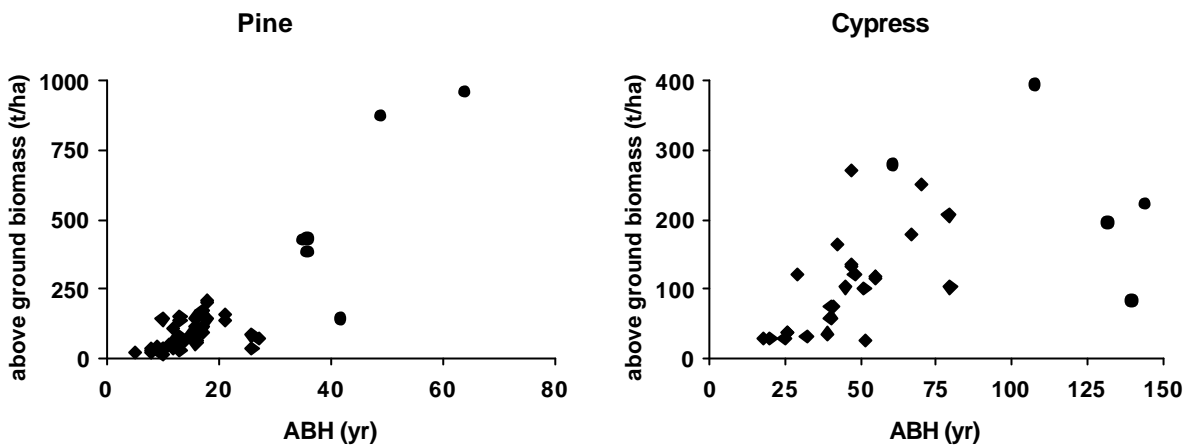 Pine
above ground biomass (t/ha)
1000
750
500
250
0
0 20 40 60 80
ABH (yr)
Cypress
above ground biomass (t/ha)
400
300
200
100
0
0 25 50 75 100 125 150
ABH (yr)